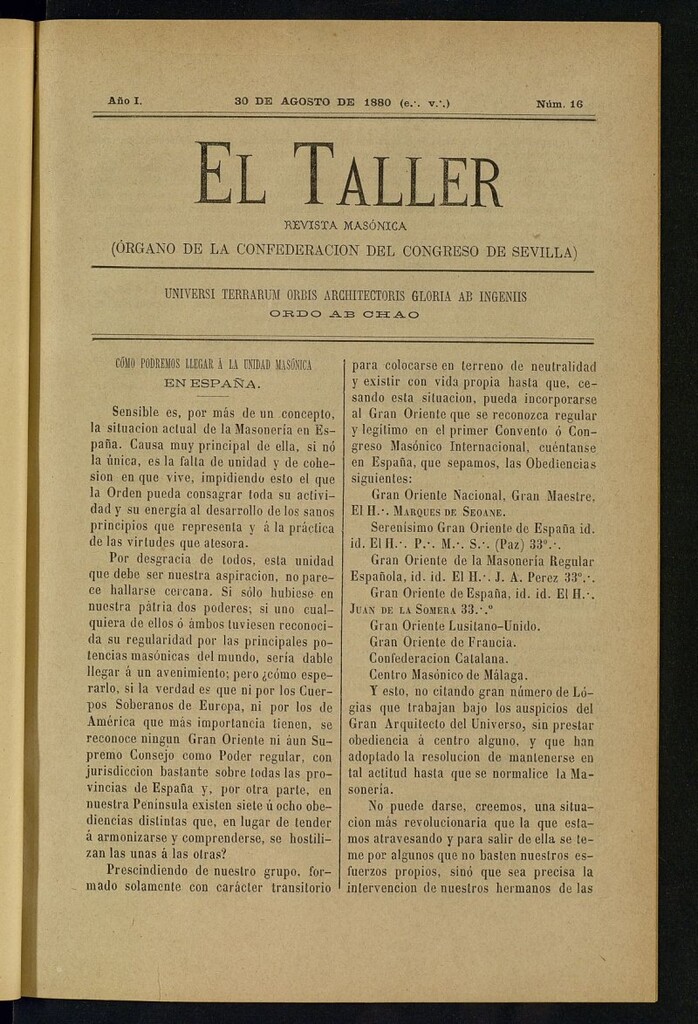 Año I.
30 DE AGOSTO DE 1880 (e.·. v.·.)
Núm. 16
EL TALLER
REVISTA MASÓNICA
(ÓRGANO DE LA CONFEDERACION DEL CONGRESO DE SEVILLA)
UNIVERSI TERRARUM ORBIS ARCHITECTORIS GLORIA AB INGENIIS
ORDO AB CHAO
CÓMO PODREMOS LLEGAR Á LA UNIDAD MASÓNICA
EN ESPAÑA.
Sensible es, por más de un concepto,
la situacion actual de la Masonería en Es-
paña. Causa muy principal de ella, si nó
la única, es la falta de unidad y de cohe-
sion en que vive, impidiendo esto el que
la Orden pueda consagrar toda su activi-
dad y su energía al desarrollo de los sanos
principios que representa y á la práctica
de las virtudes que atesora.
Por desgracia de todos, esta unidad
que debe ser nuestra aspiracion, no pare-
ce hallarse cercana. Si sólo hubiese en
nuestra pátria dos poderes; si uno cual-
quiera de ellos ó ámbos tuviesen reconoci-
da su regularidad por las principales po-
tencias masónicas del mundo, sería dable
llegar á un avenimiento; pero ¿cómo espe-
rarlo, si la verdad es que ni por los Cuer-
pos Soberanos de Europa, ni por los de
América que más importancia tienen, se
reconoce ningun Gran Oriente ni áun Su-
premo Consejo como Poder regular, con
jurisdiccion bastante sobre todas las pro-
vincias de España y, por otra parte, en
nuestra Península existen siete ú ocho obe-
diencias distintas que, en lugar de tender
á armonizarse y comprenderse, se hostili-
zan las unas á las otras?
Prescindiendo de nuestro grupo, for-
mado solamente con carácter transitorio
para colocarse en terreno de neutralidad
y existir con vida propia hasta que, ce-
sando esta situacion, pueda incorporarse
al Gran Oriente que se reconozca regular
y legítimo en el primer Convento ó Con-
greso Masónico Internacional, cuéntanse
en España, que sepamos, las Obediencias
siguientes:
Gran Oriente Nacional, Gran Maestre,
El H.·. MARQUES DE SEOANE.
Serenísimo Gran Oriente de España id.
id. El H.·. P.·. M.·. S.·. (Paz) 33º.·.
Gran Oriente de la Masonería Regular
Española, id. id. El H.·. J. A. Perez 33º.·.
Gran Oriente de España, id. id. El H.·.
JUAN DE LA SOMERA 33.·.º
Gran Oriente Lusitano-Unido.
Gran Oriente de Francia.
Confederacion Catalana.
Centro Masónico de Málaga.
Y esto, no citando gran número de Ló-
gias que trabajan bajo los auspicios del
Gran Arquitecto del Universo, sin prestar
obediencia á centro alguno, y que han
adoptado la resolucion de mantenerse en
tal actitud hasta que se normalice la Ma-
sonería.
No puede darse, creemos, una situa-
cion más revolucionaria que la que esta-
mos atravesando y para salir de ella se te-
me por algunos que no basten nuestros es-
fuerzos propios, sinó que sea precisa la
intervencion de nuestros hermanos de las